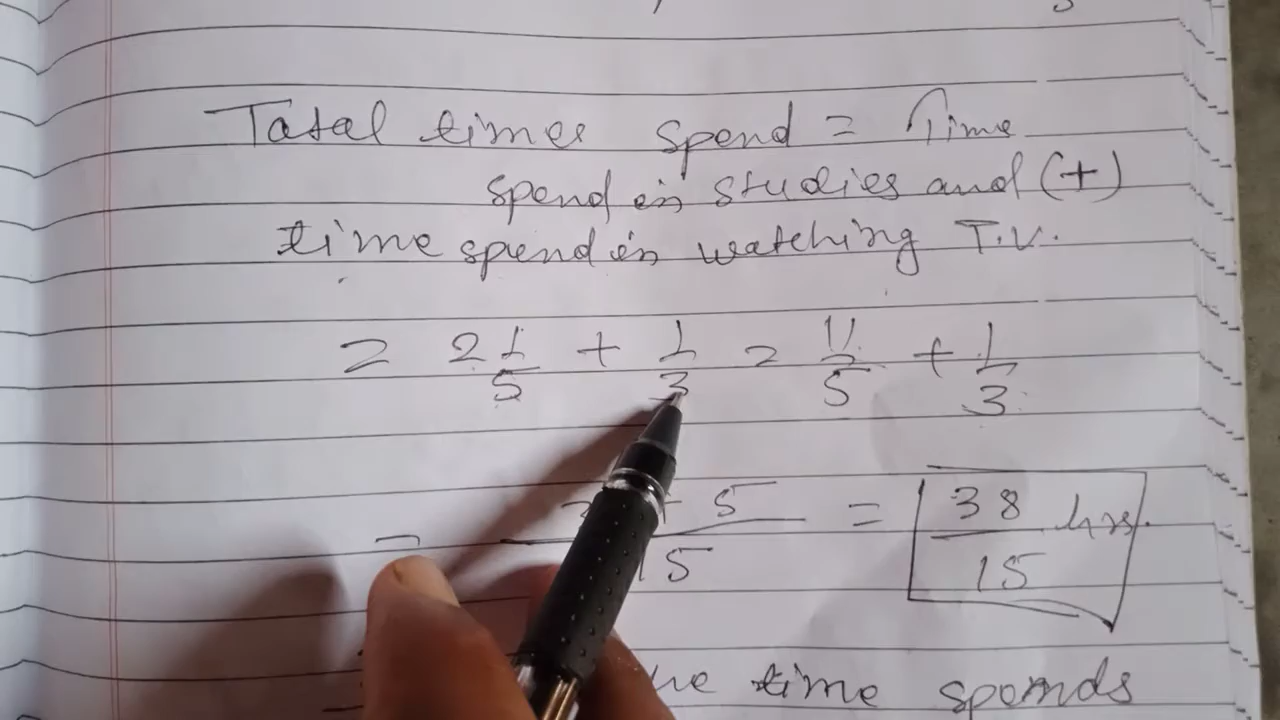 Total times spend = Time
spend in studies and (+)
time spend in watching T.V.
= 2 1/5 + 1/3 = 11/5 + 1/3
= + 5 / 15 = 38/15 hrs.
time spends